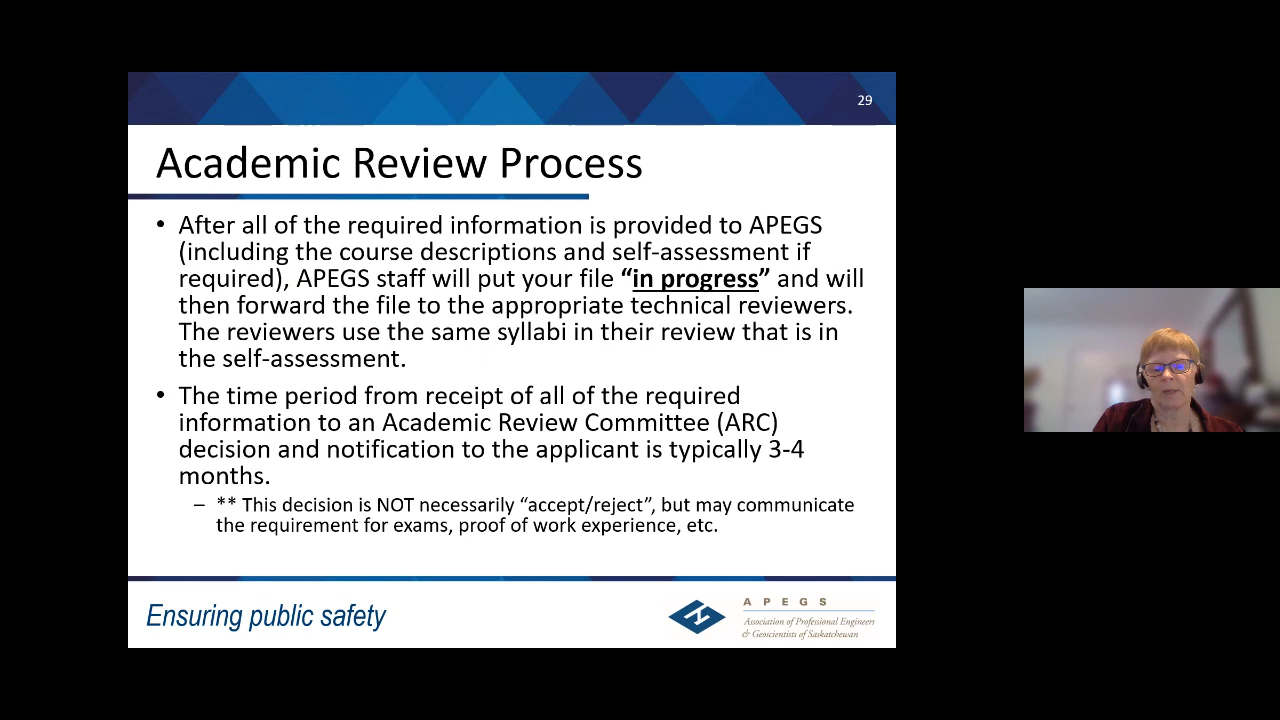 29
Academic Review Process
• After all of the required information is provided to APEGS
(including the course descriptions and self-assessment if
required), APEGS staff will put your file “in progress” and will
then forward the file to the appropriate technical reviewers.
The reviewers use the same syllabi in their review that is in
the self-assessment.
• The time period from receipt of all of the required
information to an Academic Review Committee (ARC)
decision and notification to the applicant is typically 3-4
months.
– ** This decision is NOT necessarily “accept/reject”, but may communicate
the requirement for exams, proof of work experience, etc.
Ensuring public safety
APEGS
Association of Professional Engineers
& Geoscientists of Saskatchewan